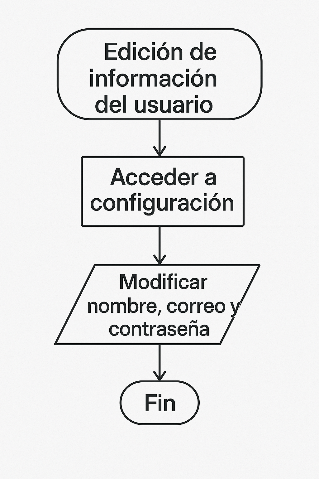 Edición de
información
del usuario
Acceder a
configuración
Modificar
nombre, correo y
contraseña
Fin